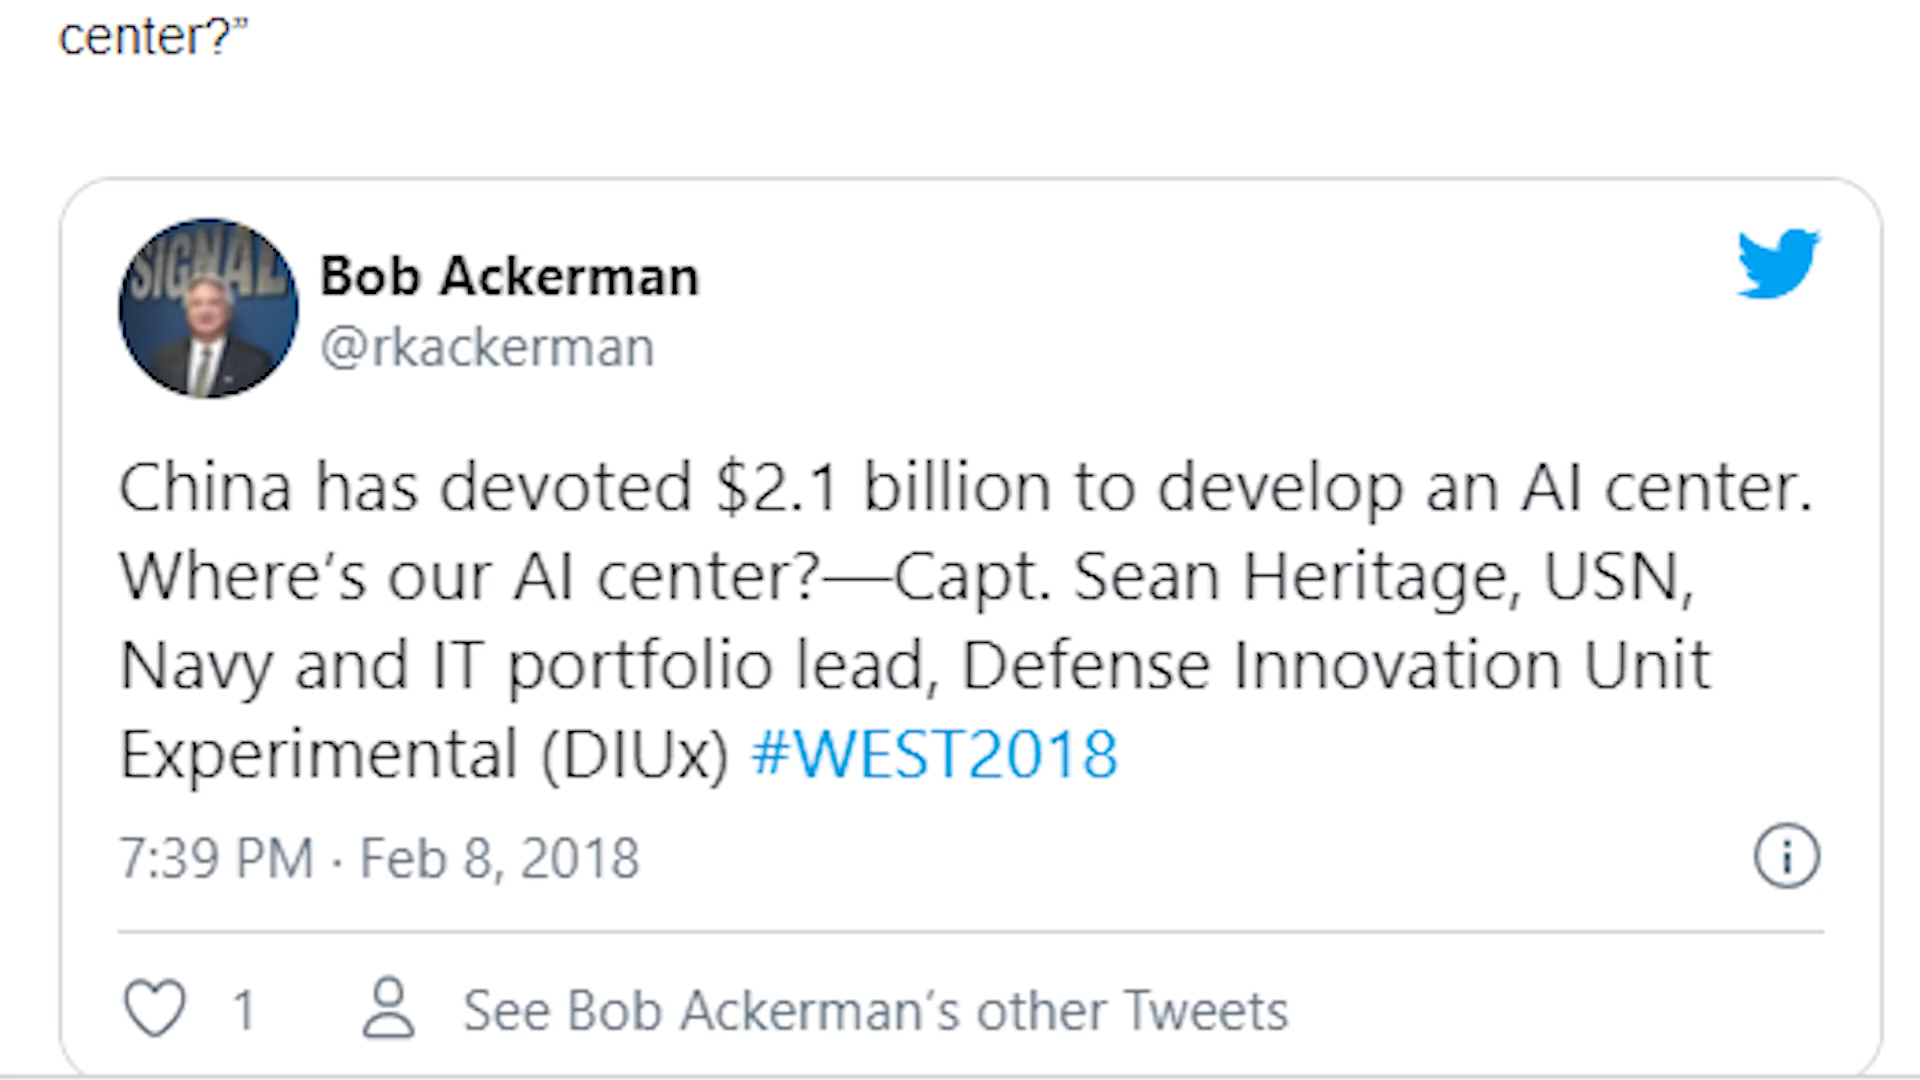 center?”
SIGNAL
Bob Ackerman
@rkackerman
China has devoted $2.1 billion to develop an AI center.
Where’s our AI center?—Capt. Sean Heritage, USN,
Navy and IT portfolio lead, Defense Innovation Unit
Experimental (DIUx) #WEST2018
7:39 PM · Feb 8, 2018
1
See Bob Ackerman’s other Tweets